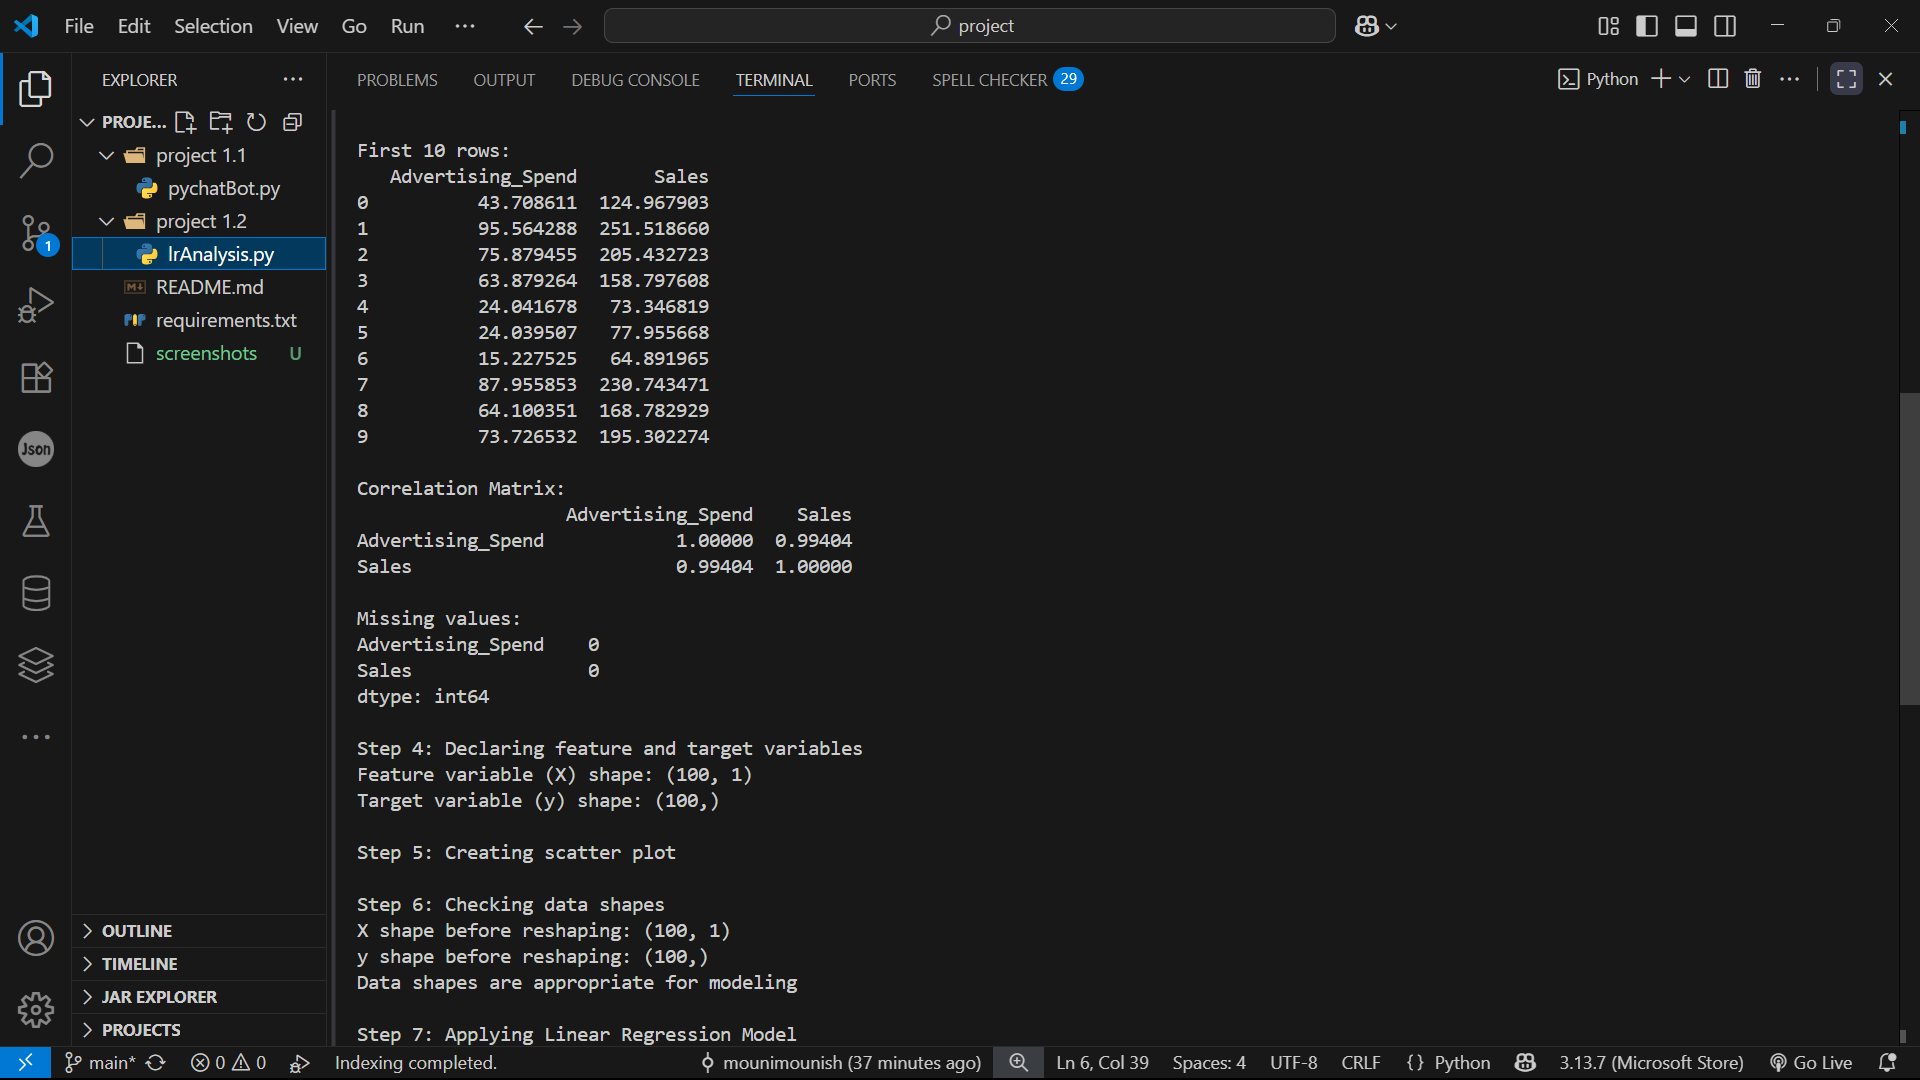 File Edit Selection View Go Run ··· project
EXPLORER ···
PROJE...
project 1.1
pychatBot.py
project 1.2
lrAnalysis.py
README.md
requirements.txt
screenshots U
OUTLINE
TIMELINE
JAR EXPLORER
PROJECTS
1
Json
PROBLEMS OUTPUT DEBUG CONSOLE TERMINAL PORTS SPELL CHECKER 29 Python
First 10 rows:
Advertising_Spend Sales
0 43.708611 124.967903
1 95.564288 251.518660
2 75.879455 205.432723
3 63.879264 158.797608
4 24.041678 73.346819
5 24.039507 77.955668
6 15.227525 64.891965
7 87.955853 230.743471
8 64.100351 168.782929
9 73.726532 195.302274
Correlation Matrix:
Advertising_Spend Sales
Advertising_Spend 1.00000 0.99404
Sales 0.99404 1.00000
Missing values:
Advertising_Spend 0
Sales 0
dtype: int64
Step 4: Declaring feature and target variables
Feature variable (X) shape: (100, 1)
Target variable (y) shape: (100,)
Step 5: Creating scatter plot
Step 6: Checking data shapes
X shape before reshaping: (100, 1)
y shape before reshaping: (100,)
Data shapes are appropriate for modeling
Step 7: Applying Linear Regression Model
main* 0 0 Indexing completed. mounimounish (37 minutes ago) Ln 6, Col 39 Spaces: 4 UTF-8 CRLF {} Python 3.13.7 (Microsoft Store) Go Live